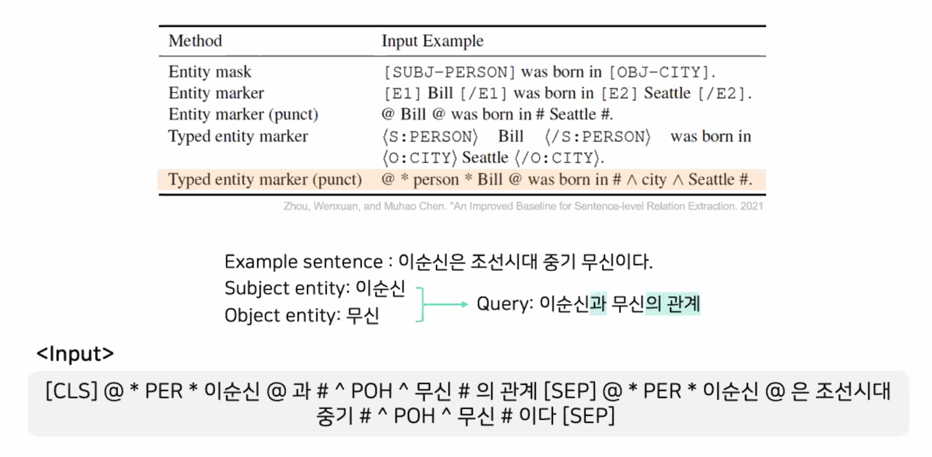 Method Input Example
Entity mask [SUBJ-PERSON] was born in [OBJ-CITY].
Entity marker [E1] Bill [/E1] was born in [E2] Seattle [/E2].
Entity marker (punct) @ Bill @ was born in # Seattle #.
Typed entity marker ⟨S:PERSON⟩ Bill ⟨/S:PERSON⟩ was born in
⟨O:CITY⟩ Seattle ⟨/O:CITY⟩.
Typed entity marker (punct) @ * person * Bill @ was born in # ∧ city ∧ Seattle #.
Zhou, Wenxuan, and Muhao Chen. "An Improved Baseline for Sentence-level Relation Extraction. 2021
Example sentence : 이순신은 조선시대 중기 무신이다.
Subject entity: 이순신
Object entity: 무신
Query: 이순신과 무신의 관계
<Input>
[CLS] @ * PER * 이순신 @ 과 # ^ POH ^ 무신 # 의 관계 [SEP] @ * PER * 이순신 @ 은 조선시대
중기 # ^ POH ^ 무신 # 이다 [SEP]